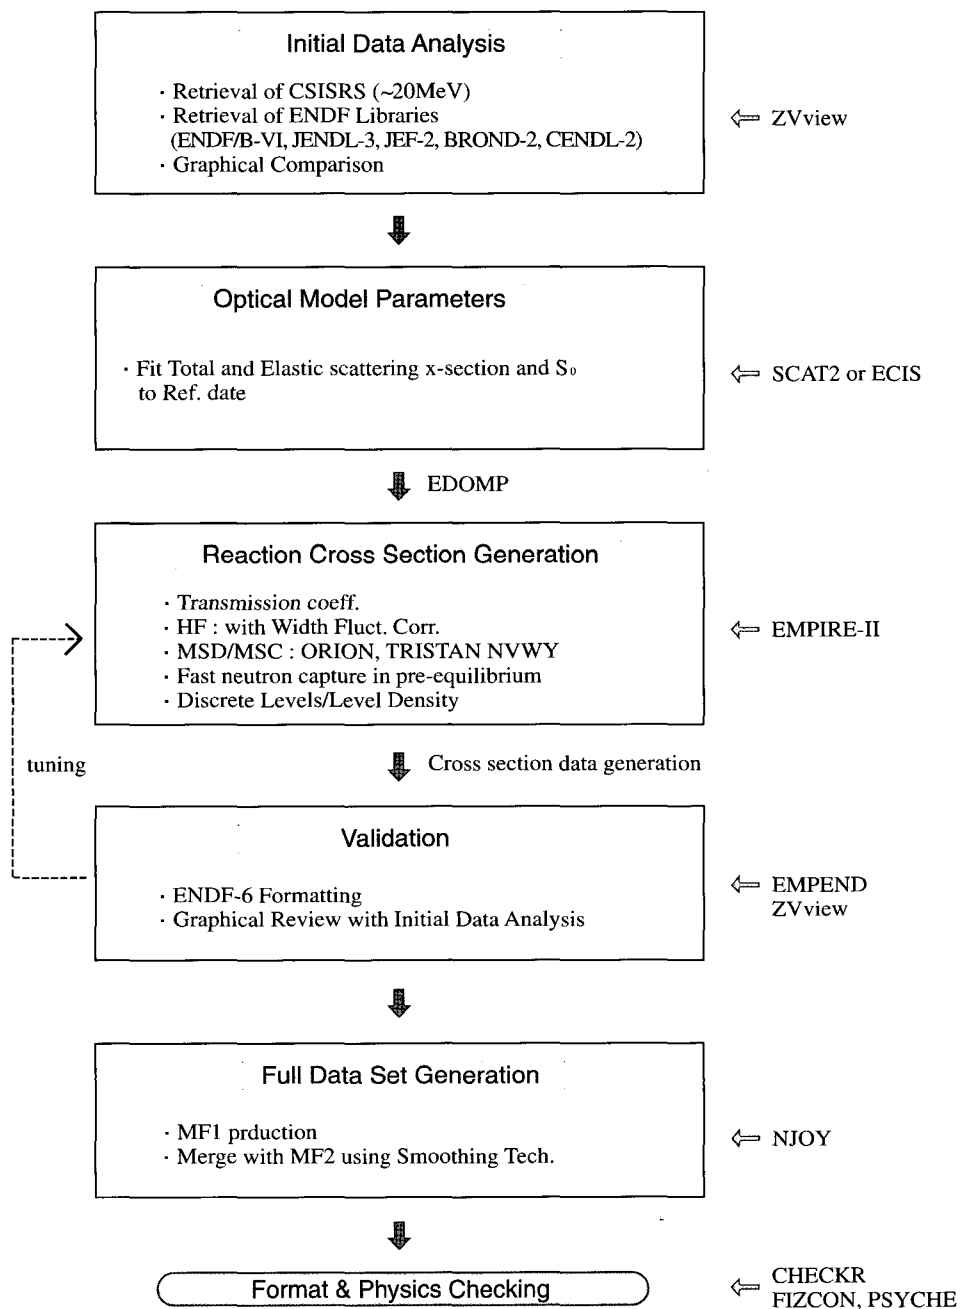 Initial Data Analysis
· Retrieval of CSISRS (~20MeV)
· Retrieval of ENDF Libraries
(ENDF/B-VI, JENDL-3, JEF-2, BROND-2, CENDL-2)
· Graphical Comparison
ZVview
Optical Model Parameters
· Fit Total and Elastic scattering x-section and S₀
to Ref. date
SCAT2 or ECIS
EDOMP
Reaction Cross Section Generation
· Transmission coeff.
· HF : with Width Fluct. Corr.
· MSD/MSC : ORION, TRISTAN NVWY
· Fast neutron capture in pre-equilibrium
· Discrete Levels/Level Density
EMPIRE-II
tuning
Cross section data generation
Validation
· ENDF-6 Formatting
· Graphical Review with Initial Data Analysis
EMPEND
ZVview
Full Data Set Generation
· MF1 prduction
· Merge with MF2 using Smoothing Tech.
NJOY
Format & Physics Checking
CHECKR
FIZCON, PSYCHE